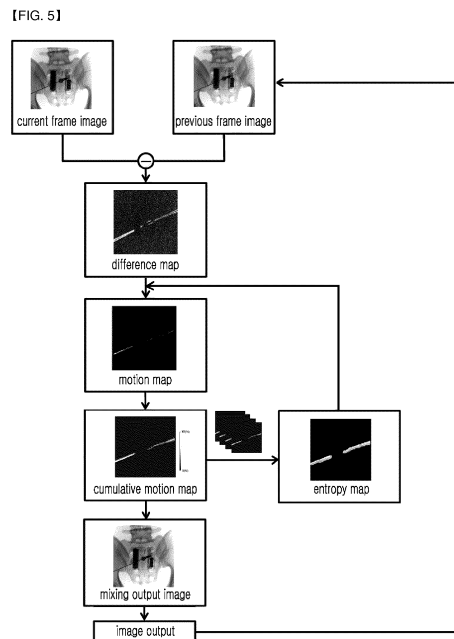 【FIG. 5】
current frame image
previous frame image
difference map
motion map
cumulative motion map
entropy map
mixing output image
image output